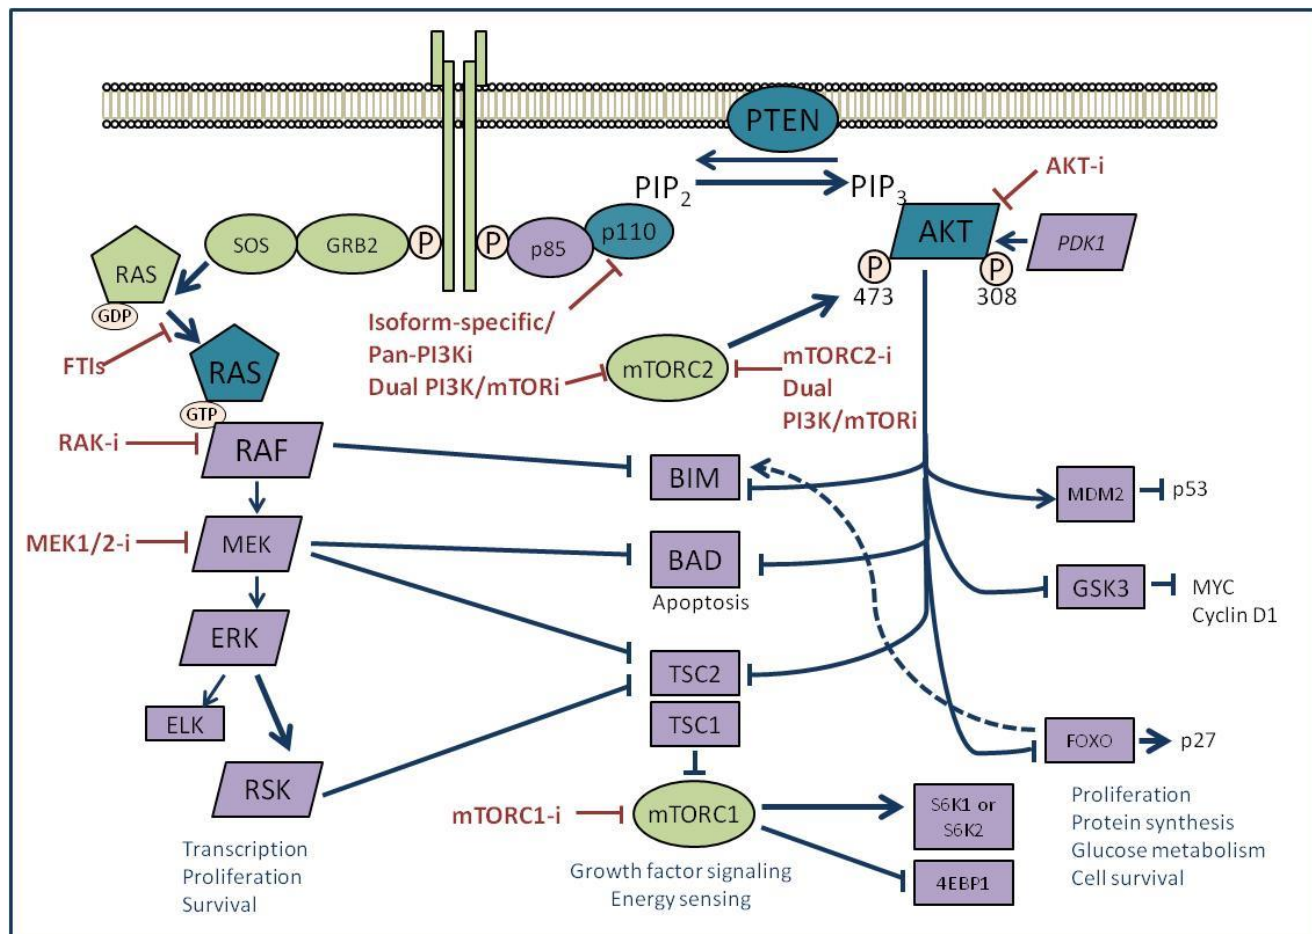 PTEN
PIP2
PIP3
AKT-i
SOS
GRB2
P
P
p85
p110
AKT
PDK1
RAS
GDP
P
473
P
308
FTIs
Isoform-specific/
Pan-PI3Ki
Dual PI3K/mTORi
mTORC2
mTORC2-i
Dual
PI3K/mTORi
RAS
GTP
RAK-i
RAF
BIM
MDM2
p53
MEK1/2-i
MEK
BAD
Apoptosis
GSK3
MYC
Cyclin D1
ERK
TSC2
TSC1
ELK
FOXO
p27
RSK
mTORC1-i
mTORC1
S6K1 or
S6K2
4EBP1
Transcription
Proliferation
Survival
Growth factor signaling
Energy sensing
Proliferation
Protein synthesis
Glucose metabolism
Cell survival